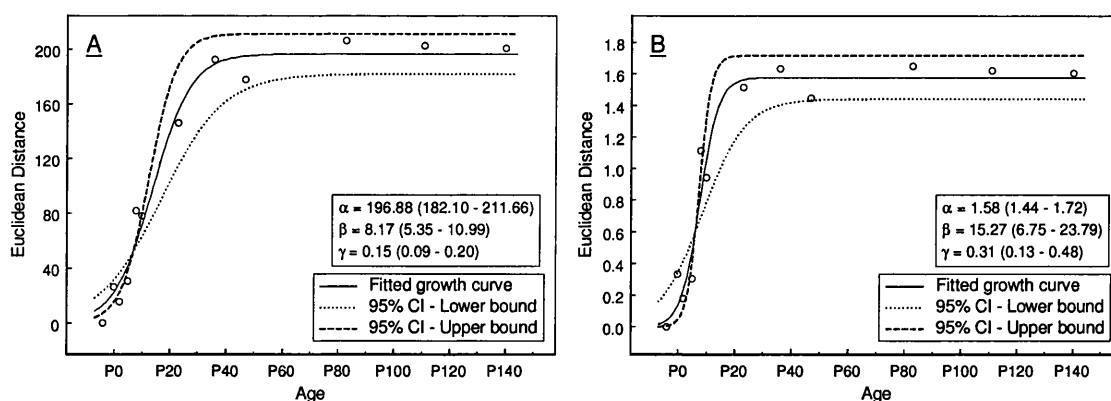 A
Euclidean Distance
200
160
120
80
40
0
α = 196.88 (182.10 - 211.66)
β = 8.17 (5.35 - 10.99)
γ = 0.15 (0.09 - 0.20)
Fitted growth curve
95% CI - Lower bound
95% CI - Upper bound
P0 P20 P40 P60 P80 P100 P120 P140
Age
B
Euclidean Distance
1.8
1.6
1.4
1.2
1.0
0.8
0.6
0.4
0.2
0.0
α = 1.58 (1.44 - 1.72)
β = 15.27 (6.75 - 23.79)
γ = 0.31 (0.13 - 0.48)
Fitted growth curve
95% CI - Lower bound
95% CI - Upper bound
P0 P20 P40 P60 P80 P100 P120 P140
Age